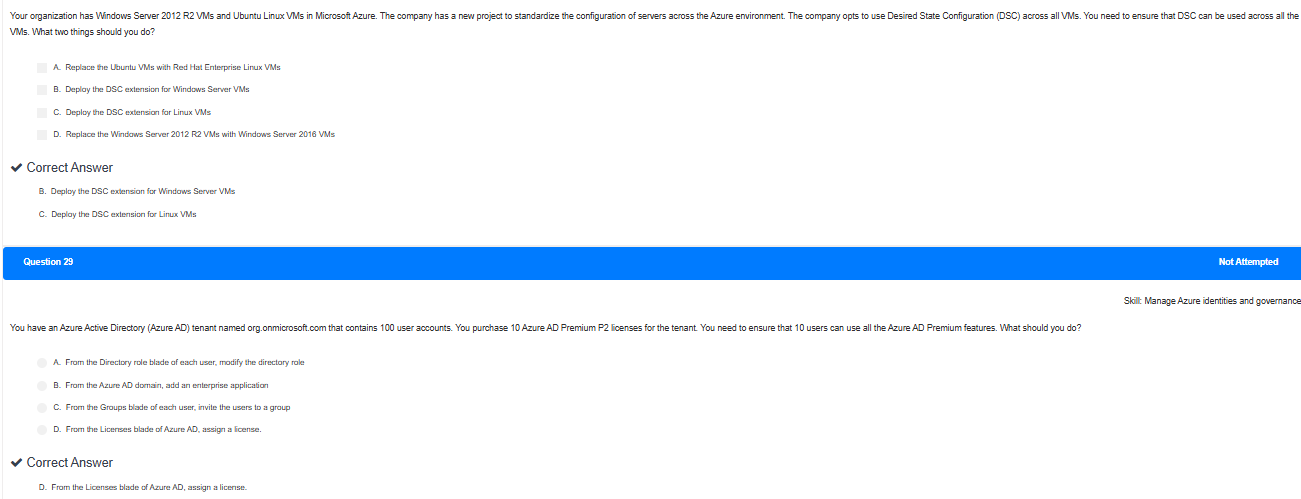 Your organization has Windows Server 2012 R2 VMs and Ubuntu Linux VMs in Microsoft Azure. The company has a new project to standardize the configuration of servers across the Azure environment. The company opts to use Desired State Configuration (DSC) across all VMs. You need to ensure that DSC can be used across all the
VMs. What two things should you do?
A. Replace the Ubuntu VMs with Red Hat Enterprise Linux VMs
B. Deploy the DSC extension for Windows Server VMs
C. Deploy the DSC extension for Linux VMs
D. Replace the Windows Server 2012 R2 VMs with Windows Server 2016 VMs
✔ Correct Answer
B. Deploy the DSC extension for Windows Server VMs
C. Deploy the DSC extension for Linux VMs
Question 29 Not Attempted
Skill: Manage Azure identities and governance
You have an Azure Active Directory (Azure AD) tenant named org.onmicrosoft.com that contains 100 user accounts. You purchase 10 Azure AD Premium P2 licenses for the tenant. You need to ensure that 10 users can use all the Azure AD Premium features. What should you do?
A. From the Directory role blade of each user, modify the directory role
B. From the Azure AD domain, add an enterprise application
C. From the Groups blade of each user, invite the users to a group
D. From the Licenses blade of Azure AD, assign a license.
✔ Correct Answer
D. From the Licenses blade of Azure AD, assign a license.